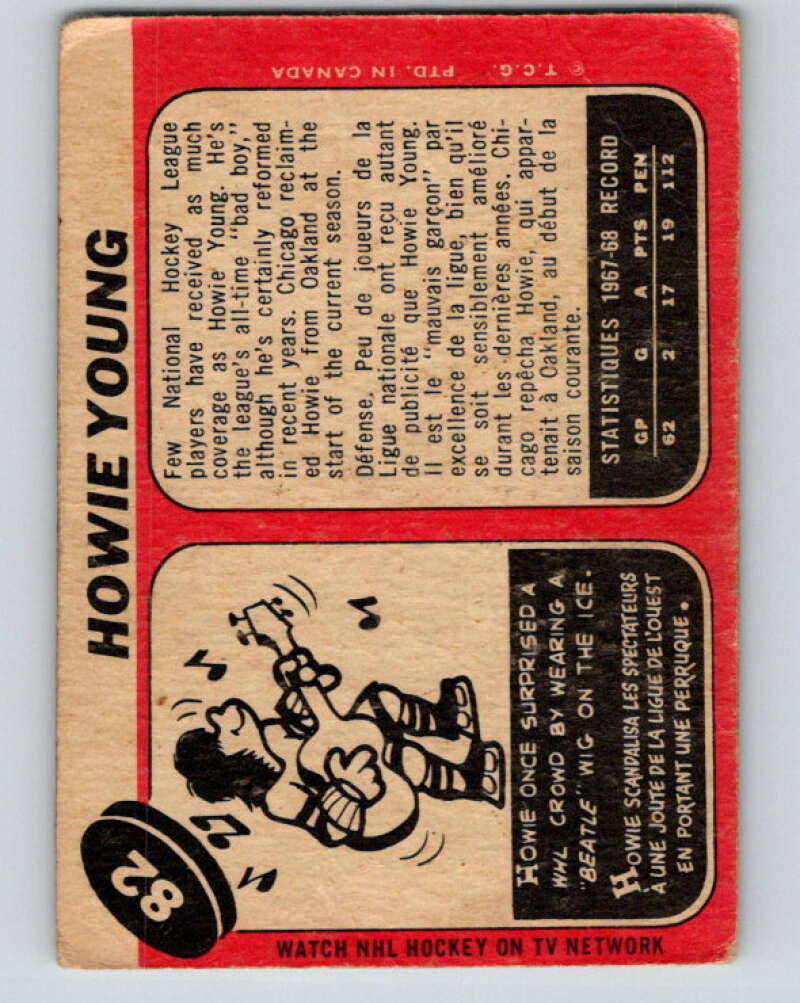 82
HOWIE YOUNG
HOWIE ONCE SURPRISED A
WHL CROWD BY WEARING A
"BEATLE" WIG ON THE ICE.
HOWIE SCANDALISA LES SPECTATEURS
À UNE JOUTE DE LA LIGUE DE L'OUEST
EN PORTANT UNE PERRUQUE.
WATCH NHL HOCKEY ON TV NETWORK
Few National Hockey League
players have received as much
coverage as Howie Young. He's
the league's all-time "bad boy,"
although he's certainly reformed
in recent years. Chicago reclaim-
ed Howie from Oakland at the
start of the current season.
Défense. Peu de joueurs de la
Ligue nationale ont reçu autant
de publicité que Howie Young.
Il est le "mauvais garçon" par
excellence de la ligue, bien qu'il
se soit sensiblement amélioré
durant les dernières années. Chi-
cago repêcha Howie, qui appar-
tenait à Oakland, au début de la
saison courante.
STATISTIQUES 1967-68 RECORD
GP G A PTS PEN
62 2 17 19 112
© T.C.G. PTD. IN CANADA